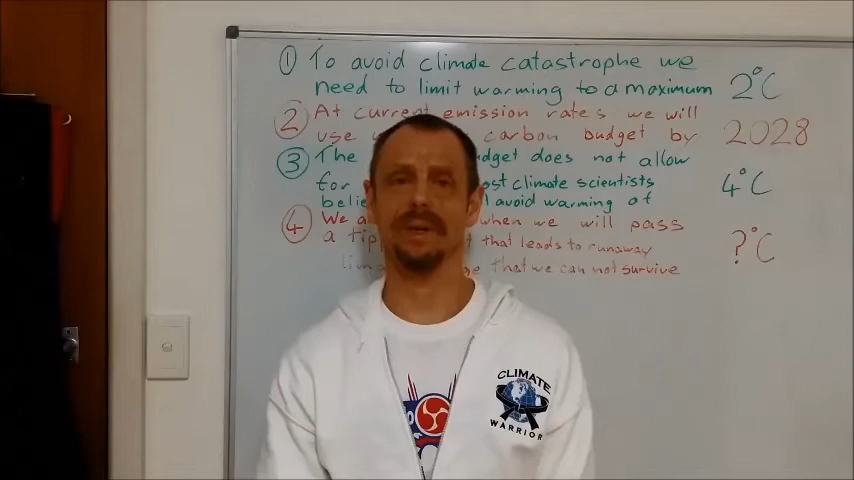 ① To avoid climate catastrophe we
need to limit warming to a maximum 2°C
② At current emission rates we will
use carbon budget by 2028
③ The budget does not allow
for most climate scientists
believe avoid warming of 4°C
④ We when we will pass
a that leads to runaway
that we can not survive ?°C
CLIMATE
WARRIOR